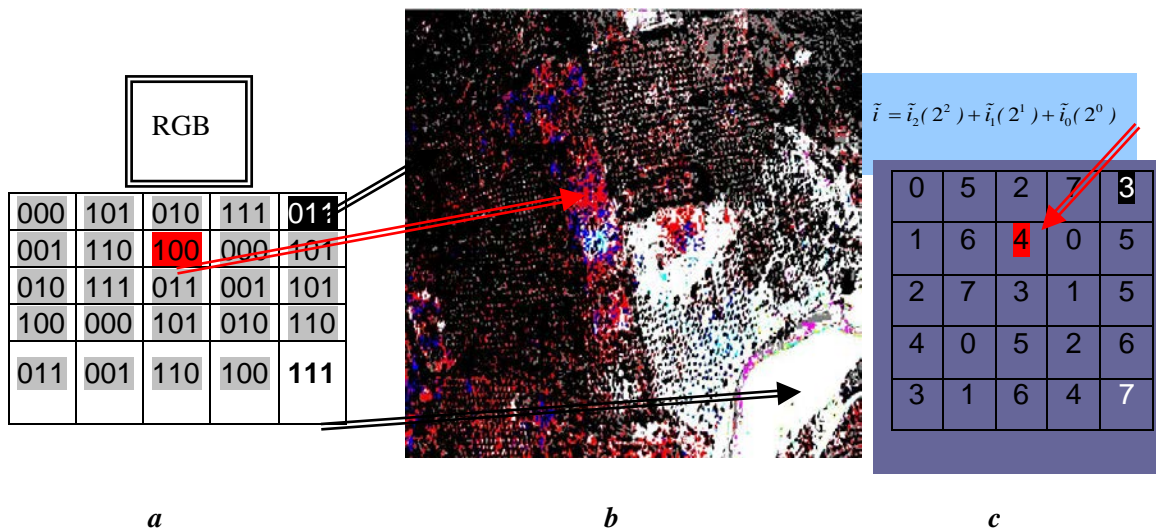 RGB
000 101 010 111 011
001 110 100 000 101
010 111 011 001 101
100 000 101 010 110
011 001 110 100 111
ĩ = ĩ₂( 2² ) + ĩ₁( 2¹ ) + ĩ₀( 2⁰ )
0 5 2 7 3
1 6 4 0 5
2 7 3 1 5
4 0 5 2 6
3 1 6 4 7
a b c